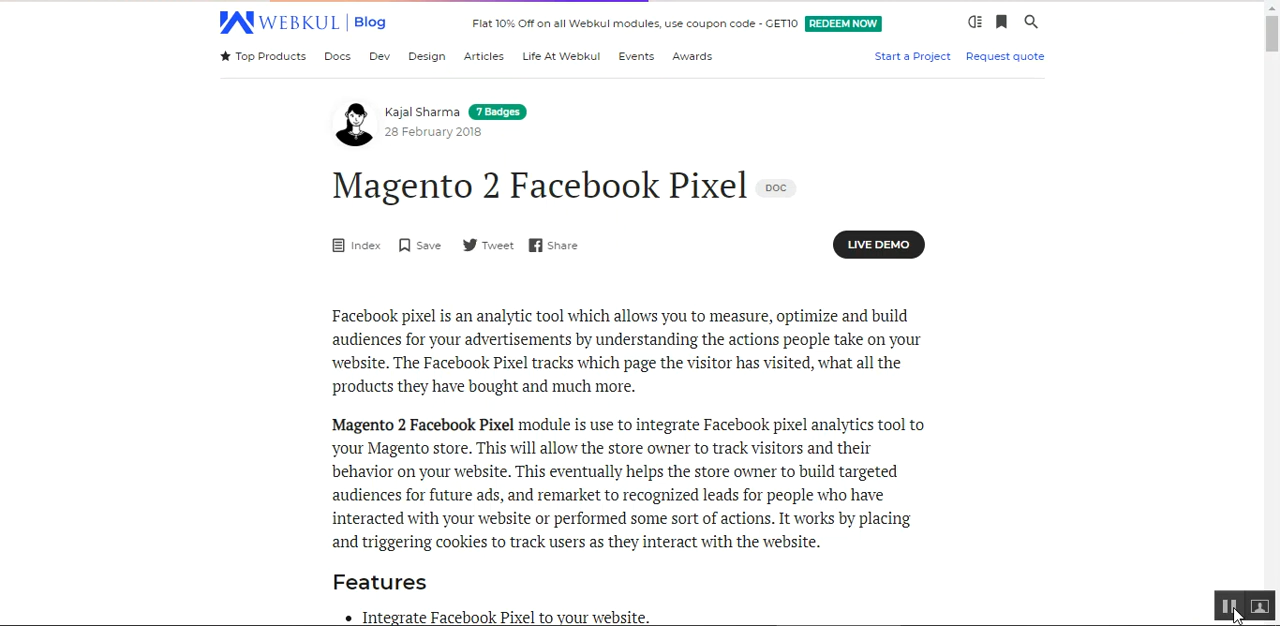 WEBKUL | Blog
Flat 10% Off on all Webkul modules, use coupon code - GET10 REDEEM NOW
★ Top Products Docs Dev Design Articles Life At Webkul Events Awards
Start a Project Request quote
Kajal Sharma 7 Badges
28 February 2018
Magento 2 Facebook Pixel DOC
Index Save Tweet Share
LIVE DEMO
Facebook pixel is an analytic tool which allows you to measure, optimize and build
audiences for your advertisements by understanding the actions people take on your
website. The Facebook Pixel tracks which page the visitor has visited, what all the
products they have bought and much more.
Magento 2 Facebook Pixel module is use to integrate Facebook pixel analytics tool to
your Magento store. This will allow the store owner to track visitors and their
behavior on your website. This eventually helps the store owner to build targeted
audiences for future ads, and remarket to recognized leads for people who have
interacted with your website or performed some sort of actions. It works by placing
and triggering cookies to track users as they interact with the website.
Features
• Integrate Facebook Pixel to your website.